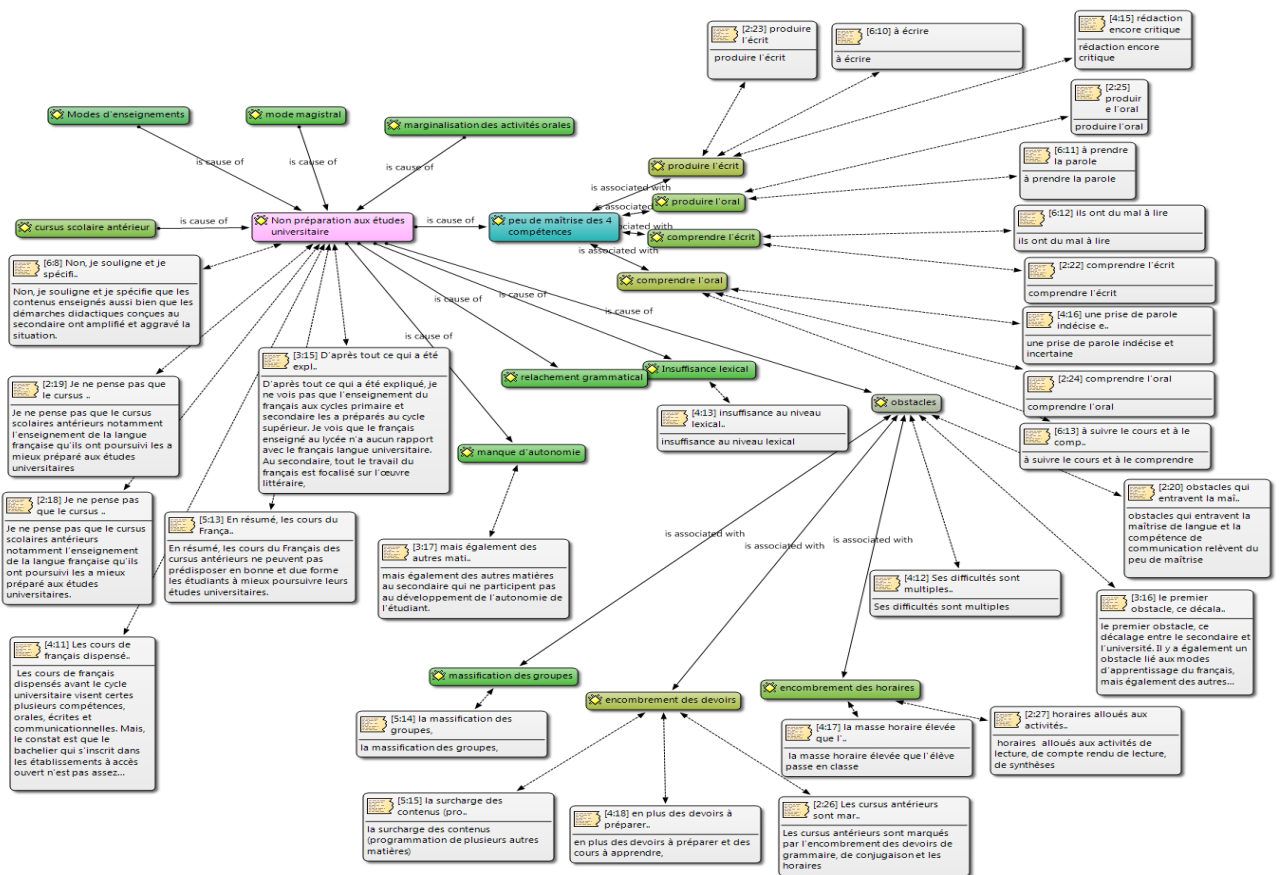 [2:23] produire
l'écrit
produire l'écrit
[6:10] à écrire
à écrire
[4:15] rédaction
encore critique
rédaction encore
critique
[2:25]
produir
e l'oral
produire l'oral
Modes d'enseignements
mode magistral
marginalisation des activités orales
is cause of
is cause of
is cause of
produire l'écrit
[6:11] à prendre
la parole
à prendre la parole
is associated with
produire l'oral
is associated
cursus scolaire antérieur
is cause of
Non préparation aux études
universitaire
is cause of
peu de maîtrise des 4
compétences
is associated with
comprendre l'écrit
is associated with
[6:12] ils ont du mal à lire
ils ont du mal à lire
[6:8] Non, je souligne et je
spécifi..
Non, je souligne et je spécifie que les
contenus enseignés aussi bien que les
démarches didactiques conçues au
secondaire ont amplifié et aggravé la
situation.
comprendre l'oral
[2:22] comprendre l'écrit
comprendre l'écrit
is cause of
is cause of
is cause of
is cause of
[4:16] une prise de parole
indécise e..
une prise de parole indécise et
incertaine
[3:15] D'après tout ce qui a été
expl..
D'après tout ce qui a été expliqué, je
ne vois pas que l'enseignement du
français aux cycles primaire et
secondaire les a préparés au cycle
supérieur. Je vois que le français
enseigné au lycée n'a aucun rapport
avec le français langue universitaire.
Au secondaire, tout le travail du
français est focalisé sur l'œuvre
littéraire,
relachement grammatical
Insuffisance lexical
[2:24] comprendre l'oral
comprendre l'oral
[2:19] Je ne pense pas que
le cursus ..
Je ne pense pas que le cursus
scolaires antérieurs notamment
l'enseignement de la langue
française qu'ils ont poursuivi les a
mieux préparé aux études
universitaires
obstacles
[4:13] insuffisance au niveau
lexical..
insuffisance au niveau lexical
[6:13] à suivre le cours et à le
comp..
à suivre le cours et à le comprendre
manque d'autonomie
[2:18] Je ne pense pas
que le cursus ..
Je ne pense pas que le cursus
scolaires antérieurs
notamment l'enseignement
de la langue française qu'ils
ont poursuivi les a mieux
préparé aux études
universitaires.
[5:13] En résumé, les cours du
França..
En résumé, les cours du Français des
cursus antérieurs ne peuvent pas
prédisposer en bonne et due forme
les étudiants à mieux poursuivre leurs
études universitaires.
[2:20] obstacles qui
entravent la maî..
obstacles qui entravent la
maîtrise de langue et la
compétence de
communication relèvent du
peu de maîtrise
[3:17] mais également des
autres mati..
mais également des autres matières
au secondaire qui ne participent pas
au développement de l'autonomie de
l'étudiant.
is associated with
is associated with
is associated with
[4:12] Ses difficultés sont
multiples..
Ses difficultés sont multiples
[3:16] le premier
obstacle, ce décala..
le premier obstacle, ce
décalage entre le secondaire et
l'université. Il y a également un
obstacle lié aux modes
d'apprentissage du français,
mais également des autres...
[4:11] Les cours de
français dispensé..
Les cours de français
dispensés avant le cycle
universitaire visent certes
plusieurs compétences,
orales, écrites et
communicationnelles. Mais,
le constat est que le
bachelier qui s'inscrit dans
les établissements à accès
ouvert n'est pas assez...
massification des groupes
encombrement des devoirs
encombrement des horaires
[5:14] la massification des
groupes,
la massification des groupes,
[4:17] la masse horaire élevée
que l'..
la masse horaire élevée que l'élève
passe en classe
[2:27] horaires alloués aux
activités..
horaires alloués aux activités de
lecture, de compte rendu de lecture,
de synthèses
[5:15] la surcharge des
contenus (pro..
la surcharge des contenus
(programmation de plusieurs autres
matières)
[4:18] en plus des devoirs à
préparer..
en plus des devoirs à préparer et des
cours à apprendre,
[2:26] Les cursus antérieurs
sont mar..
Les cursus antérieurs sont marqués
par l'encombrement des devoirs de
grammaire, de conjugaison et les
horaires